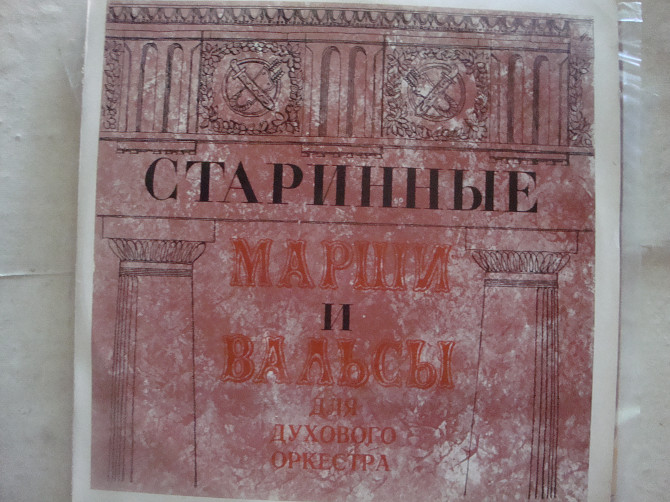 СТАРИННЫЕ
МАРШИ
И
ВАЛЬСЫ
ДЛЯ
ДУХОВОГО
ОРКЕСТРА